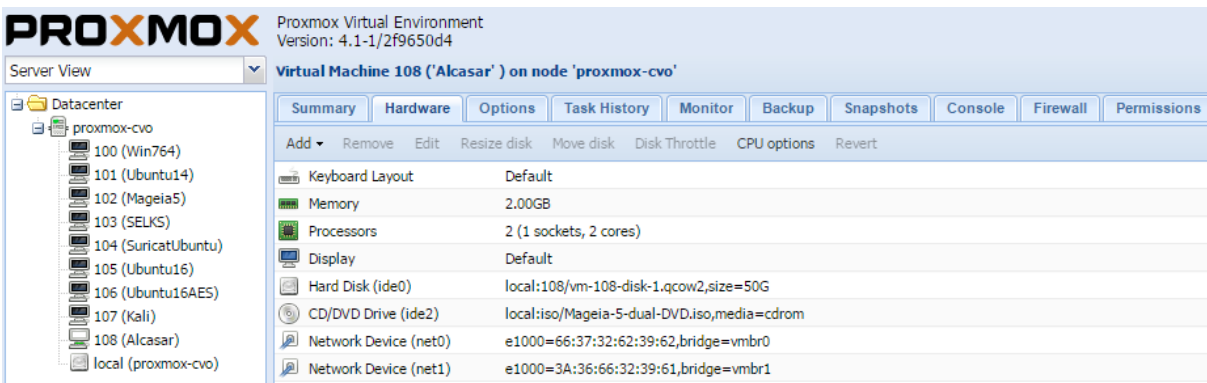 PROXMOX
Proxmox Virtual Environment
Version: 4.1-1/2f9650d4
Server View
Virtual Machine 108 ('Alcasar' ) on node 'proxmox-cvo'
Datacenter
proxmox-cvo
100 (Win764)
101 (Ubuntu14)
102 (Mageia5)
103 (SELKS)
104 (SuricatUbuntu)
105 (Ubuntu16)
106 (Ubuntu16AES)
107 (Kali)
108 (Alcasar)
local (proxmox-cvo)
Summary Hardware Options Task History Monitor Backup Snapshots Console Firewall Permissions
Add Remove Edit Resize disk Move disk Disk Throttle CPU options Revert
Keyboard Layout Default
Memory 2.00GB
Processors 2 (1 sockets, 2 cores)
Display Default
Hard Disk (ide0) local:108/vm-108-disk-1.qcow2,size=50G
CD/DVD Drive (ide2) local:iso/Mageia-5-dual-DVD.iso,media=cdrom
Network Device (net0) e1000=66:37:32:62:39:62,bridge=vmbr0
Network Device (net1) e1000=3A:36:66:32:39:61,bridge=vmbr1